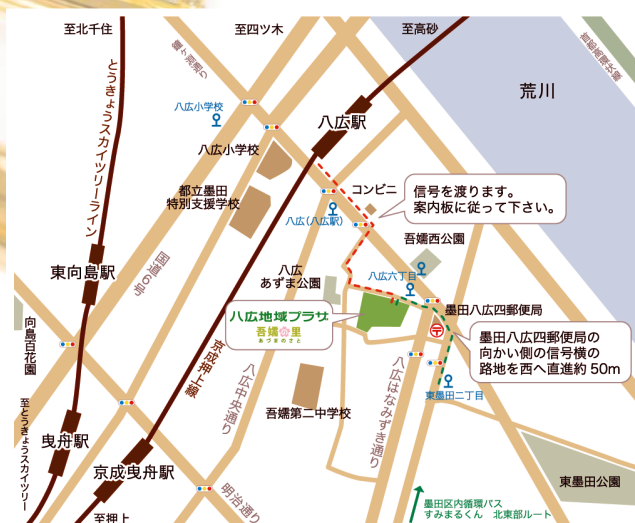 至北千住
至四ツ木
至高砂
鐘ヶ淵通り
首都高環状線
とうきょうスカイツリーライン
荒川
八広小学校
八広駅
八広小学校
コンビニ
信号を渡ります。
案内板に従って下さい。
都立墨田
特別支援学校
八広(八広駅)
吾嬬西公園
国道6号
東向島駅
八広
あずま公園
八広六丁目
八広地域プラザ
吾嬬の里
あづまのさと
墨田八広四郵便局
墨田八広四郵便局の
向かい側の信号横の
路地を西へ直進約50m
向島百花園
京成押上線
八広中央通り
八広はなみずき通り
東墨田二丁目
吾嬬第二中学校
至とうきょうスカイツリー
曳舟駅
京成曳舟駅
明治通り
東墨田公園
至押上
墨田区内循環バス
すみまるくん 北東部ルート